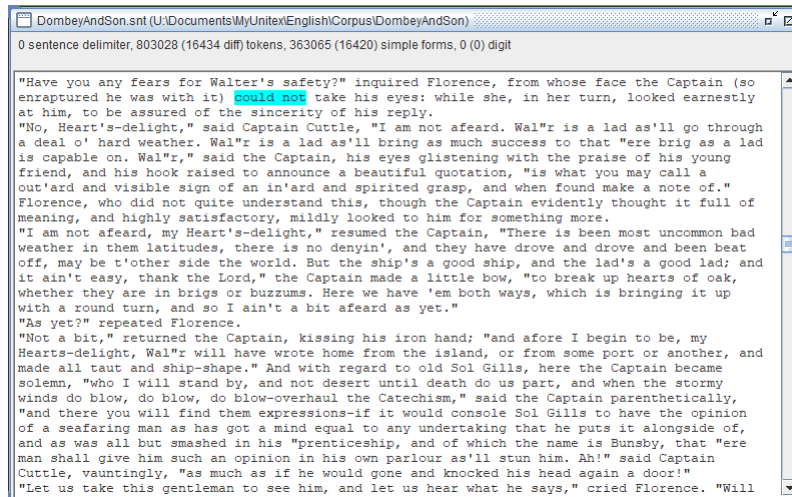 DombeyAndSon.snt (U:\Documents\MyUnitex\English\Corpus\DombeyAndSon)
0 sentence delimiter, 803028 (16434 diff) tokens, 363065 (16420) simple forms, 0 (0) digit
"Have you any fears for Walter's safety?" inquired Florence, from whose face the Captain (so
enraptured he was with it) could not take his eyes: while she, in her turn, looked earnestly
at him, to be assured of the sincerity of his reply.
"No, Heart's-delight," said Captain Cuttle, "I am not afeard. Wal"r is a lad as'll go through
a deal o' hard weather. Wal"r is a lad as'll bring as much success to that "ere brig as a lad
is capable on. Wal"r," said the Captain, his eyes glistening with the praise of his young
friend, and his hook raised to announce a beautiful quotation, "is what you may call a
out'ard and visible sign of an in'ard and spirited grasp, and when found make a note of."
Florence, who did not quite understand this, though the Captain evidently thought it full of
meaning, and highly satisfactory, mildly looked to him for something more.
"I am not afeard, my Heart's-delight," resumed the Captain, "There is been most uncommon bad
weather in them latitudes, there is no denyin', and they have drove and drove and been beat
off, may be t'other side the world. But the ship's a good ship, and the lad's a good lad; and
it ain't easy, thank the Lord," the Captain made a little bow, "to break up hearts of oak,
whether they are in brigs or buzzums. Here we have 'em both ways, which is bringing it up
with a round turn, and so I ain't a bit afeard as yet."
"As yet?" repeated Florence.
"Not a bit," returned the Captain, kissing his iron hand; "and afore I begin to be, my
Hearts-delight, Wal"r will have wrote home from the island, or from some port or another, and
made all taut and ship-shape." And with regard to old Sol Gills, here the Captain became
solemn, "who I will stand by, and not desert until death do us part, and when the stormy
winds do blow, do blow, do blow-overhaul the Catechism," said the Captain parenthetically,
"and there you will find them expressions-if it would console Sol Gills to have the opinion
of a seafaring man as has got a mind equal to any undertaking that he puts it alongside of,
and as was all but smashed in his "prenticeship, and of which the name is Bunsby, that "ere
man shall give him such an opinion in his own parlour as'll stun him. Ah!" said Captain
Cuttle, vauntingly, "as much as if he would gone and knocked his head again a door!"
"Let us take this gentleman to see him, and let us hear what he says," cried Florence. "Will